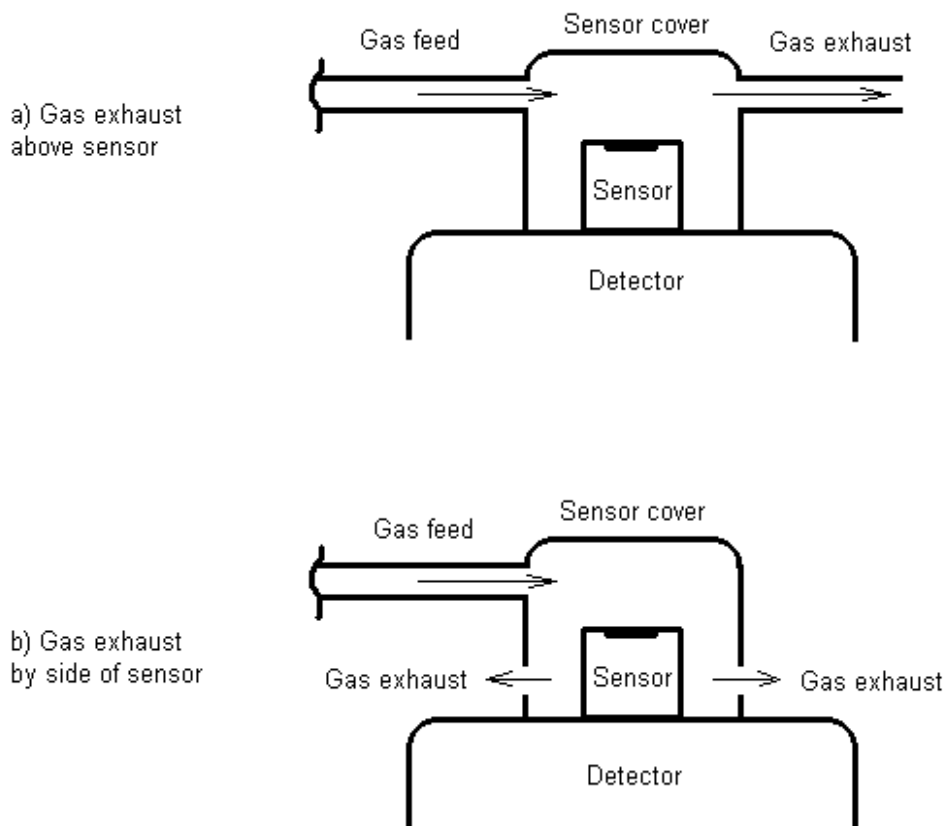 Gas feed
Sensor cover
Gas exhaust
a) Gas exhaust
above sensor
Sensor
Detector
Sensor cover
Gas feed
b) Gas exhaust
by side of sensor
Gas exhaust
Sensor
Gas exhaust
Detector